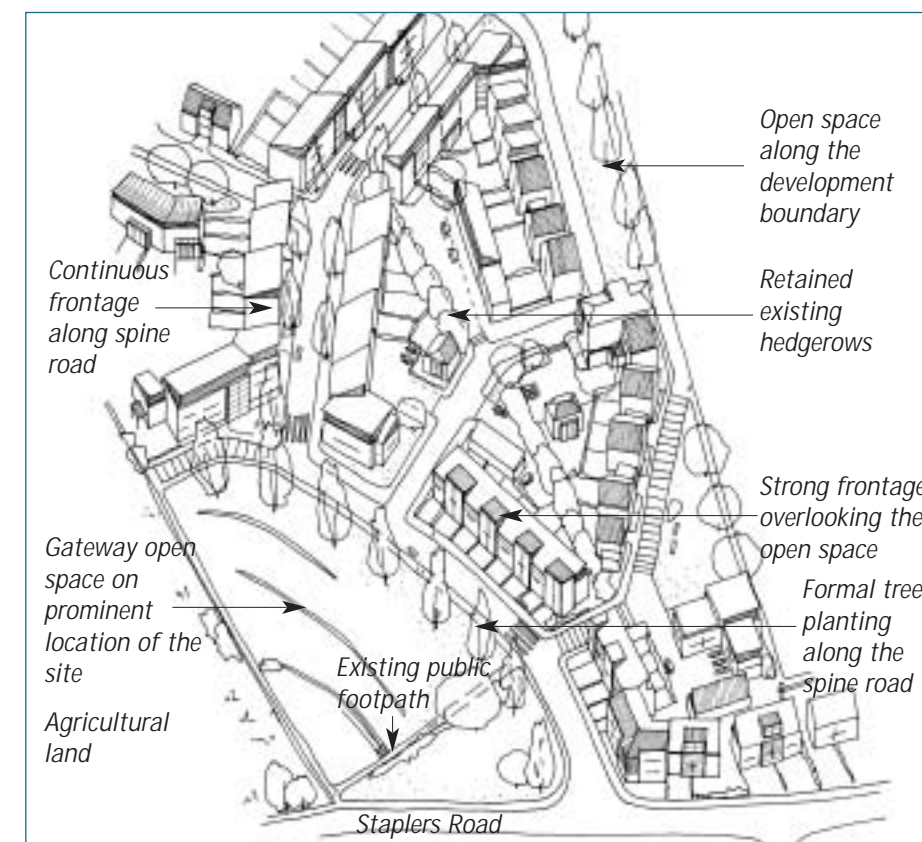 Open space
along the
development
boundary
Continuous
frontage
along spine
road
Retained
existing
hedgerows
Strong frontage
overlooking the
open space
Gateway open
space on
prominent
location of the
site
Formal tree
planting
along the
spine road
Existing public
footpath
Agricultural
land
Staplers Road